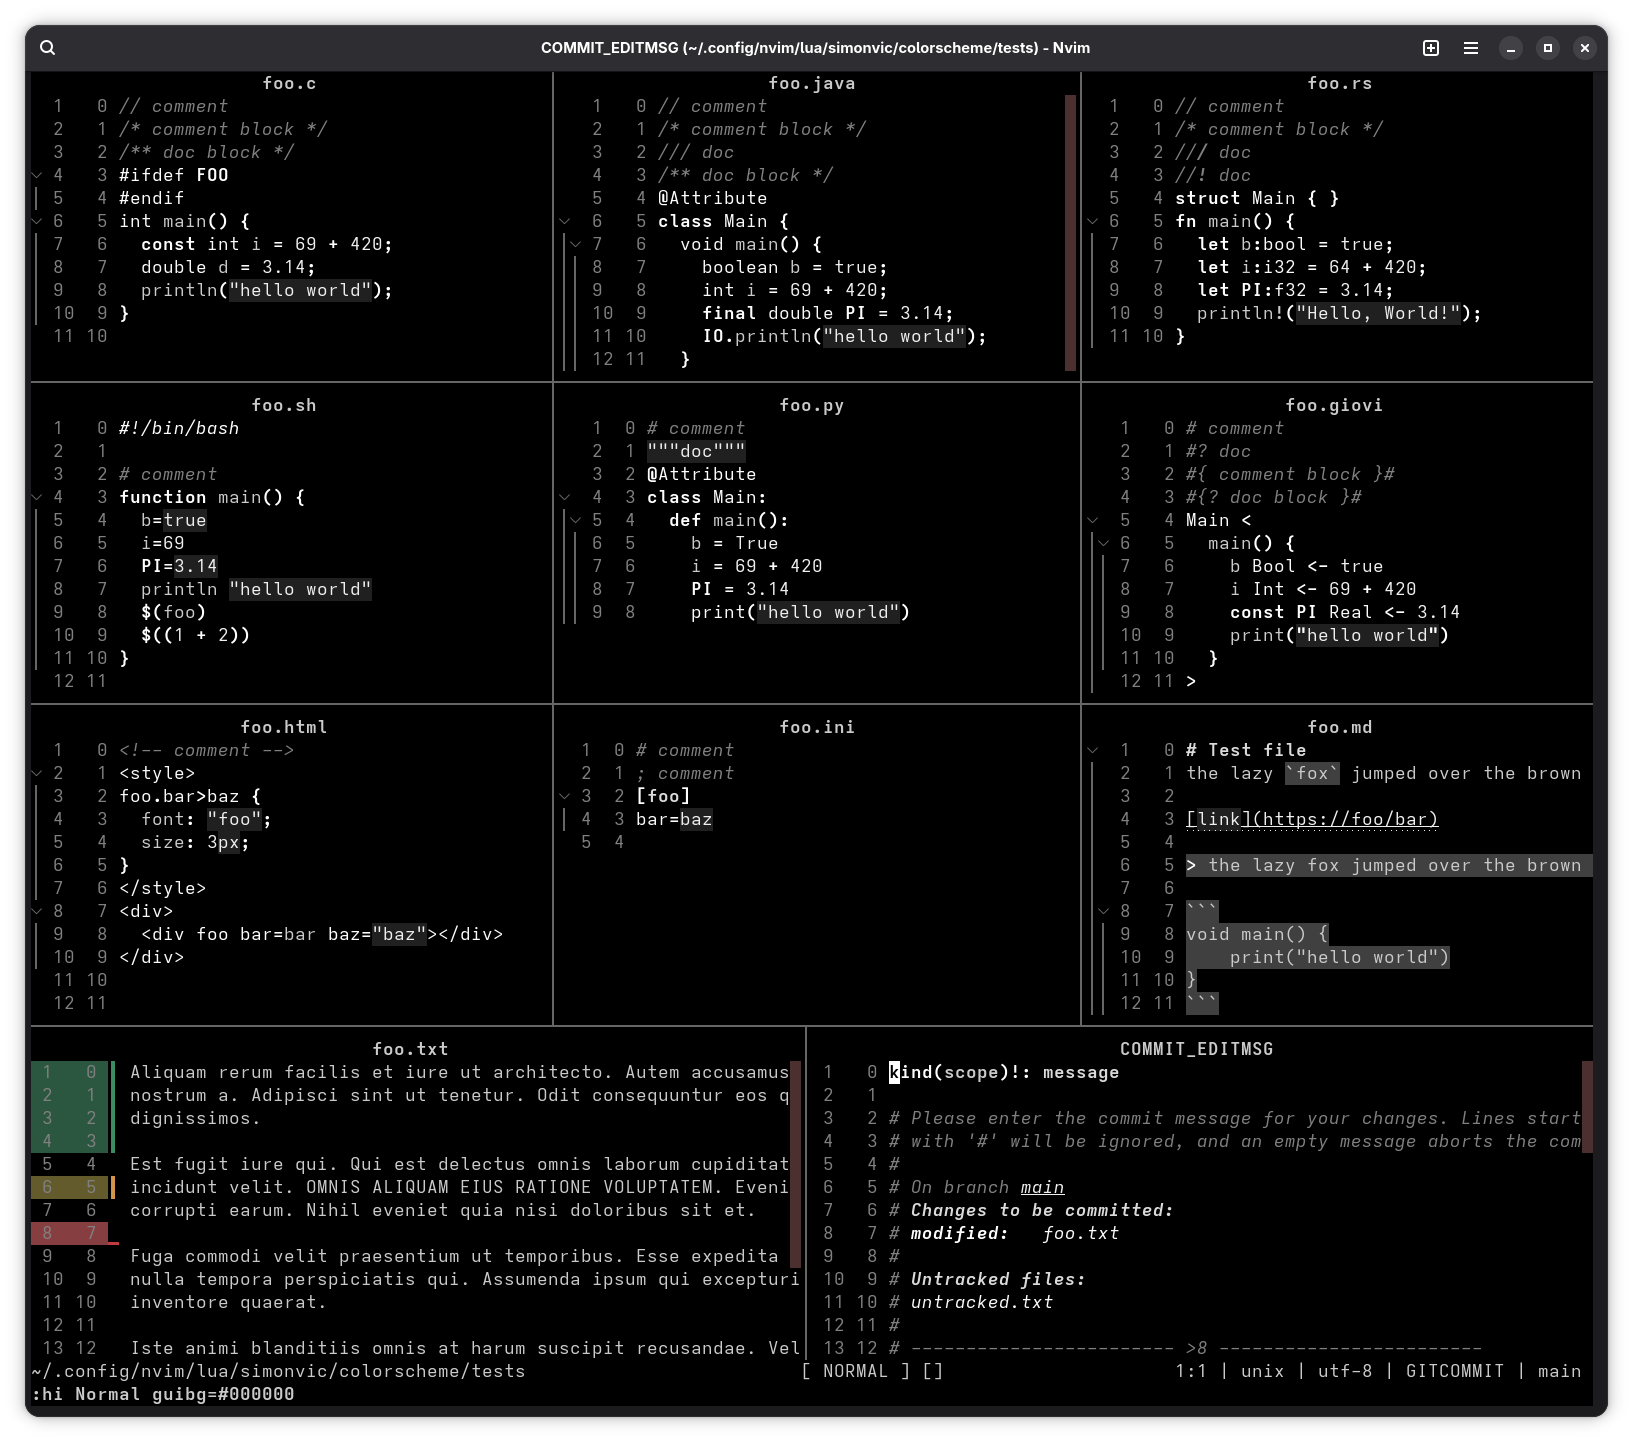 COMMIT_EDITMSG (~/.config/nvim/lua/simonvic/colorscheme/tests) - Nvim
foo.c
1 0 // comment
2 1 /* comment block */
3 2 /** doc block */
4 3 #ifdef FOO
5 4 #endif
6 5 int main() {
7 6 const int i = 69 + 420;
8 7 double d = 3.14;
9 8 println("hello world");
10 9 }
11 10
foo.java
1 0 // comment
2 1 /* comment block */
3 2 /// doc
4 3 /** doc block */
5 4 @Attribute
6 5 class Main {
7 6 void main() {
8 7 boolean b = true;
9 8 int i = 69 + 420;
10 9 final double PI = 3.14;
11 10 IO.println("hello world");
12 11 }
foo.rs
1 0 // comment
2 1 /* comment block */
3 2 /// doc
4 3 //! doc
5 4 struct Main { }
6 5 fn main() {
7 6 let b:bool = true;
8 7 let i:i32 = 64 + 420;
9 8 let PI:f32 = 3.14;
10 9 println!("Hello, World!");
11 10 }
foo.sh
1 0 #!/bin/bash
2 1
3 2 # comment
4 3 function main() {
5 4 b=true
6 5 i=69
7 6 PI=3.14
8 7 println "hello world"
9 8 $(foo)
10 9 $((1 + 2))
11 10 }
12 11
foo.py
1 0 # comment
2 1 """doc"""
3 2 @Attribute
4 3 class Main:
5 4 def main():
6 5 b = True
7 6 i = 69 + 420
8 7 PI = 3.14
9 8 print("hello world")
foo.giovi
1 0 # comment
2 1 #? doc
3 2 #{ comment block }#
4 3 #{? doc block }#
5 4 Main <
6 5 main() {
7 6 b Bool <- true
8 7 i Int <- 69 + 420
9 8 const PI Real <- 3.14
10 9 print("hello world")
11 10 }
12 11 >
foo.html
1 0 <!-- comment -->
2 1 <style>
3 2 foo.bar>baz {
4 3 font: "foo";
5 4 size: 3px;
6 5 }
7 6 </style>
8 7 <div>
9 8 <div foo bar=bar baz="baz"></div>
10 9 </div>
11 10
12 11
foo.ini
1 0 # comment
2 1 ; comment
3 2 [foo]
4 3 bar=baz
5 4
foo.md
1 0 # Test file
2 1 the lazy `fox` jumped over the brown
3 2
4 3 [link](https://foo/bar)
5 4
6 5 > the lazy fox jumped over the brown
7 6
8 7 ```
9 8 void main() {
10 9 print("hello world")
11 10 }
12 11 ```
foo.txt
1 0 Aliquam rerum facilis et iure ut architecto. Autem accusamus
2 1 nostrum a. Adipisci sint ut tenetur. Odit consequuntur eos q
3 2 dignissimos.
4 3
5 4 Est fugit iure qui. Qui est delectus omnis laborum cupiditat
6 5 incidunt velit. OMNIS ALIQUAM EIUS RATIONE VOLUPTATEM. Eveni
7 6 corrupti earum. Nihil eveniet quia nisi doloribus sit et.
8 7
9 8 Fuga commodi velit praesentium ut temporibus. Esse expedita
10 9 nulla tempora perspiciatis qui. Assumenda ipsum qui excepturi
11 10 inventore quaerat.
12 11
13 12 Iste animi blanditiis omnis at harum suscipit recusandae. Vel
COMMIT_EDITMSG
1 0 kind(scope)!: message
2 1
3 2 # Please enter the commit message for your changes. Lines start
4 3 # with '#' will be ignored, and an empty message aborts the com
5 4 #
6 5 # On branch main
7 6 # Changes to be committed:
8 7 # modified: foo.txt
9 8 #
10 9 # Untracked files:
11 10 # untracked.txt
12 11 #
13 12 # ------------------------ >8 ------------------------
~/.config/nvim/lua/simonvic/colorscheme/tests [ NORMAL ] [] 1:1 | unix | utf-8 | GITCOMMIT | main
:hi Normal guibg=#000000